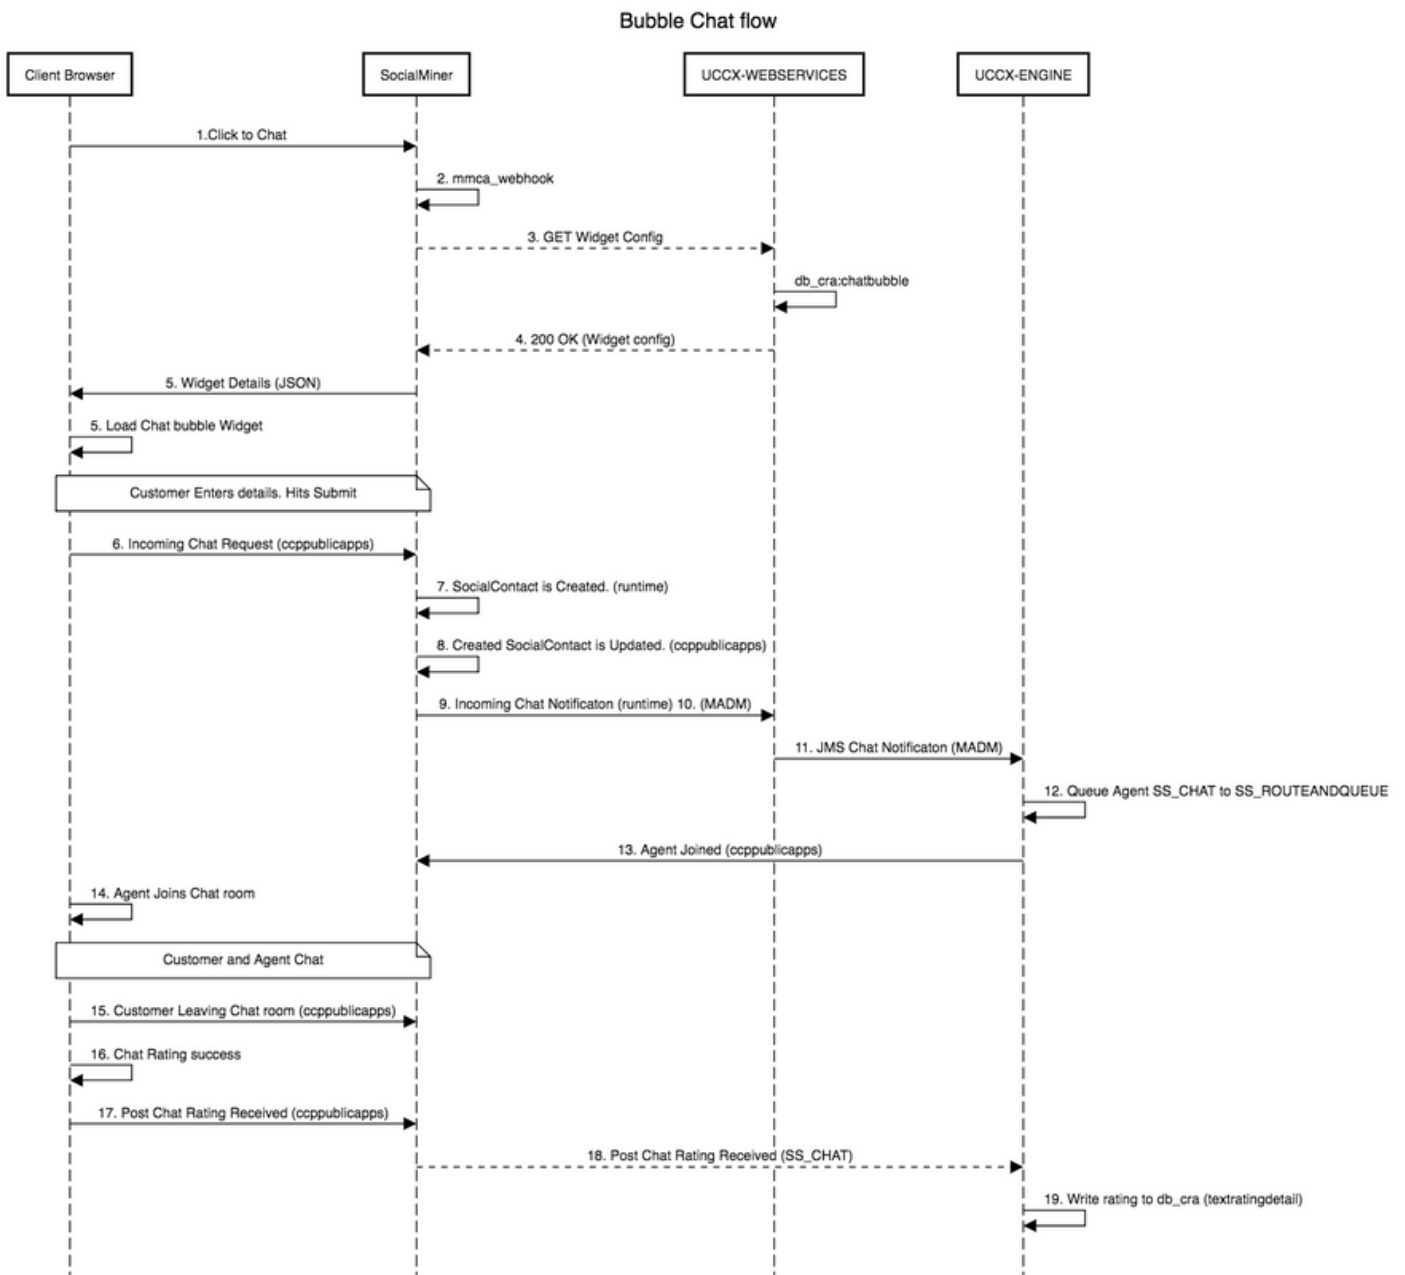 Bubble Chat flow
Client Browser
SocialMiner
UCCX-WEBSERVICES
UCCX-ENGINE
1.Click to Chat
2. mmca_webhook
3. GET Widget Config
db_cra:chatbubble
4. 200 OK (Widget config)
5. Widget Details (JSON)
5. Load Chat bubble Widget
Customer Enters details. Hits Submit
6. Incoming Chat Request (ccppublicapps)
7. SocialContact is Created. (runtime)
8. Created SocialContact is Updated. (ccppublicapps)
9. Incoming Chat Notificaton (runtime) 10. (MADM)
11. JMS Chat Notificaton (MADM)
12. Queue Agent SS_CHAT to SS_ROUTEANDQUEUE
13. Agent Joined (ccppublicapps)
14. Agent Joins Chat room
Customer and Agent Chat
15. Customer Leaving Chat room (ccppublicapps)
16. Chat Rating success
17. Post Chat Rating Received (ccppublicapps)
18. Post Chat Rating Received (SS_CHAT)
19. Write rating to db_cra (textratingdetail)